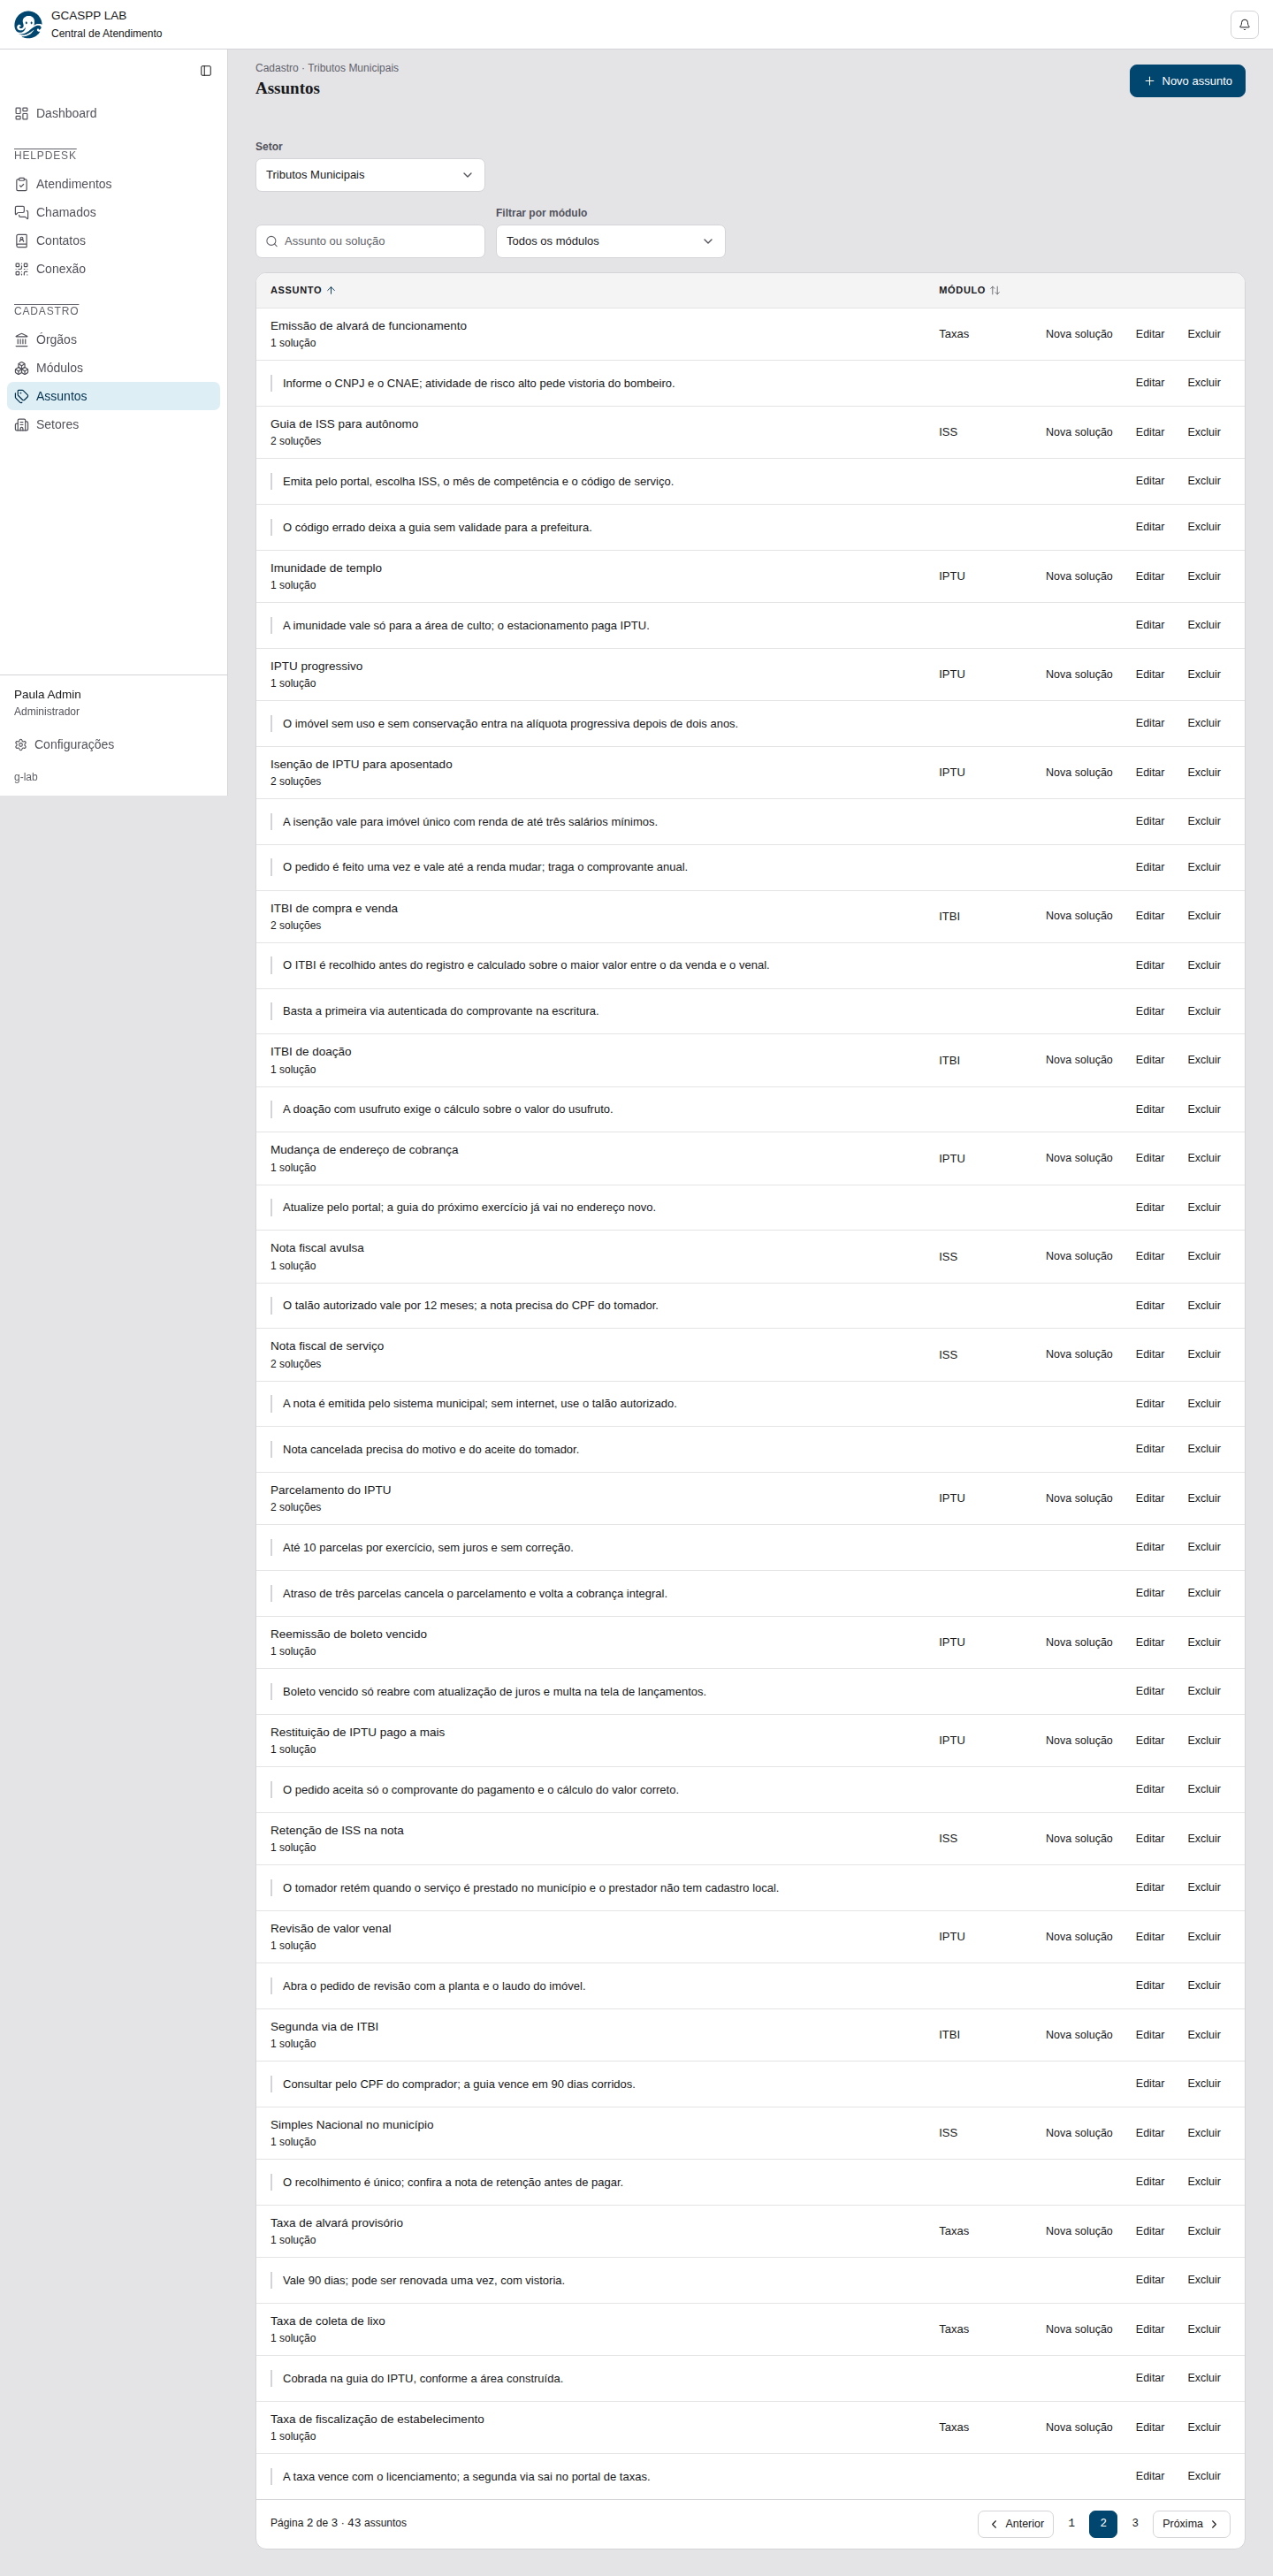 GCASPP LAB
Central de Atendimento
Dashboard
HELPDESK
Atendimentos
Chamados
Contatos
Conexão
CADASTRO
Órgãos
Módulos
Assuntos
Setores
Paula Admin
Administrador
Configurações
g-lab
Cadastro · Tributos Municipais
Assuntos
Novo assunto
Setor
Tributos Municipais
Filtrar por módulo
Assunto ou solução
Todos os módulos
ASSUNTO MÓDULO
Emissão de alvará de funcionamento
1 solução
Taxas Nova solução Editar Excluir
Informe o CNPJ e o CNAE; atividade de risco alto pede vistoria do bombeiro. Editar Excluir
Guia de ISS para autônomo
2 soluções
ISS Nova solução Editar Excluir
Emita pelo portal, escolha ISS, o mês de competência e o código de serviço. Editar Excluir
O código errado deixa a guia sem validade para a prefeitura. Editar Excluir
Imunidade de templo
1 solução
IPTU Nova solução Editar Excluir
A imunidade vale só para a área de culto; o estacionamento paga IPTU. Editar Excluir
IPTU progressivo
1 solução
IPTU Nova solução Editar Excluir
O imóvel sem uso e sem conservação entra na alíquota progressiva depois de dois anos. Editar Excluir
Isenção de IPTU para aposentado
2 soluções
IPTU Nova solução Editar Excluir
A isenção vale para imóvel único com renda de até três salários mínimos. Editar Excluir
O pedido é feito uma vez e vale até a renda mudar; traga o comprovante anual. Editar Excluir
ITBI de compra e venda
2 soluções
ITBI Nova solução Editar Excluir
O ITBI é recolhido antes do registro e calculado sobre o maior valor entre o da venda e o venal. Editar Excluir
Basta a primeira via autenticada do comprovante na escritura. Editar Excluir
ITBI de doação
1 solução
ITBI Nova solução Editar Excluir
A doação com usufruto exige o cálculo sobre o valor do usufruto. Editar Excluir
Mudança de endereço de cobrança
1 solução
IPTU Nova solução Editar Excluir
Atualize pelo portal; a guia do próximo exercício já vai no endereço novo. Editar Excluir
Nota fiscal avulsa
1 solução
ISS Nova solução Editar Excluir
O talão autorizado vale por 12 meses; a nota precisa do CPF do tomador. Editar Excluir
Nota fiscal de serviço
2 soluções
ISS Nova solução Editar Excluir
A nota é emitida pelo sistema municipal; sem internet, use o talão autorizado. Editar Excluir
Nota cancelada precisa do motivo e do aceite do tomador. Editar Excluir
Parcelamento do IPTU
2 soluções
IPTU Nova solução Editar Excluir
Até 10 parcelas por exercício, sem juros e sem correção. Editar Excluir
Atraso de três parcelas cancela o parcelamento e volta a cobrança integral. Editar Excluir
Reemissão de boleto vencido
1 solução
IPTU Nova solução Editar Excluir
Boleto vencido só reabre com atualização de juros e multa na tela de lançamentos. Editar Excluir
Restituição de IPTU pago a mais
1 solução
IPTU Nova solução Editar Excluir
O pedido aceita só o comprovante do pagamento e o cálculo do valor correto. Editar Excluir
Retenção de ISS na nota
1 solução
ISS Nova solução Editar Excluir
O tomador retém quando o serviço é prestado no município e o prestador não tem cadastro local. Editar Excluir
Revisão de valor venal
1 solução
IPTU Nova solução Editar Excluir
Abra o pedido de revisão com a planta e o laudo do imóvel. Editar Excluir
Segunda via de ITBI
1 solução
ITBI Nova solução Editar Excluir
Consultar pelo CPF do comprador; a guia vence em 90 dias corridos. Editar Excluir
Simples Nacional no município
1 solução
ISS Nova solução Editar Excluir
O recolhimento é único; confira a nota de retenção antes de pagar. Editar Excluir
Taxa de alvará provisório
1 solução
Taxas Nova solução Editar Excluir
Vale 90 dias; pode ser renovada uma vez, com vistoria. Editar Excluir
Taxa de coleta de lixo
1 solução
Taxas Nova solução Editar Excluir
Cobrada na guia do IPTU, conforme a área construída. Editar Excluir
Taxa de fiscalização de estabelecimento
1 solução
Taxas Nova solução Editar Excluir
A taxa vence com o licenciamento; a segunda via sai no portal de taxas. Editar Excluir
Página 2 de 3 · 43 assuntos Anterior 1 2 3 Próxima